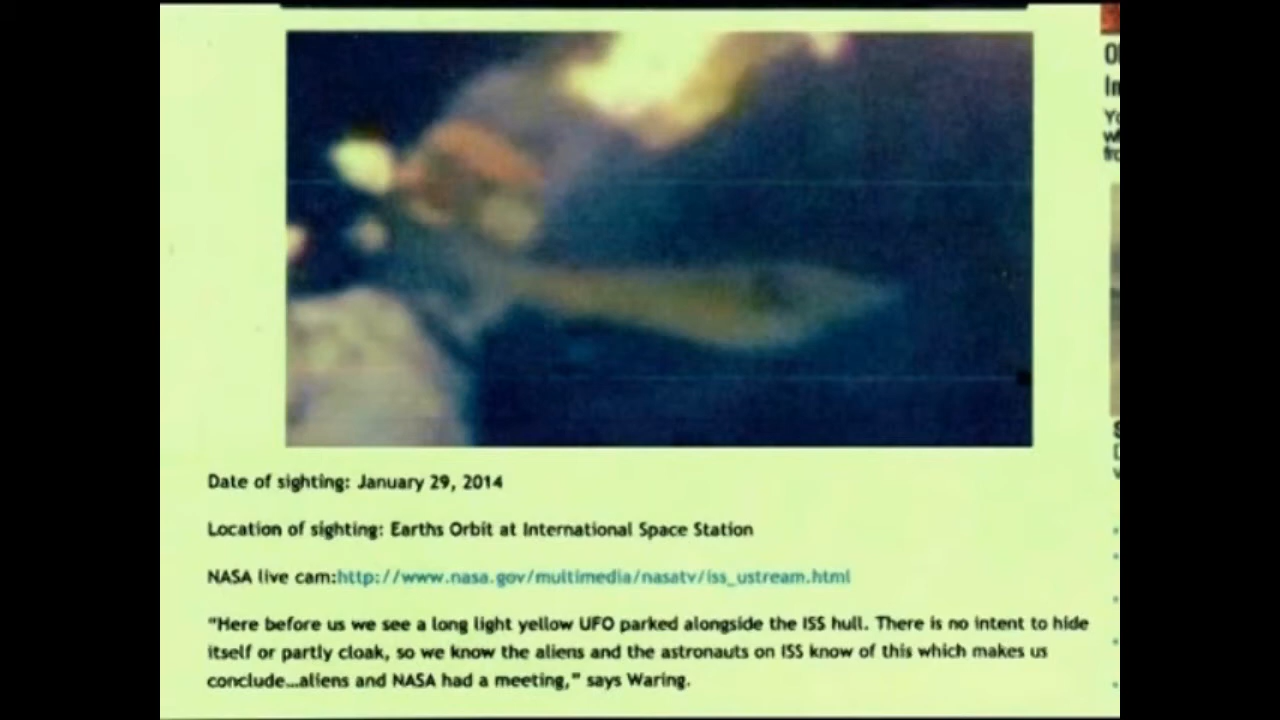 Date of sighting: January 29, 2014
Location of sighting: Earths Orbit at International Space Station
NASA live cam:http://www.nasa.gov/multimedia/nasatv/iss_ustream.html
"Here before us we see a long light yellow UFO parked alongside the ISS hull. There is no intent to hide
itself or partly cloak, so we know the aliens and the astronauts on ISS know of this which makes us
conclude...aliens and NASA had a meeting," says Waring.